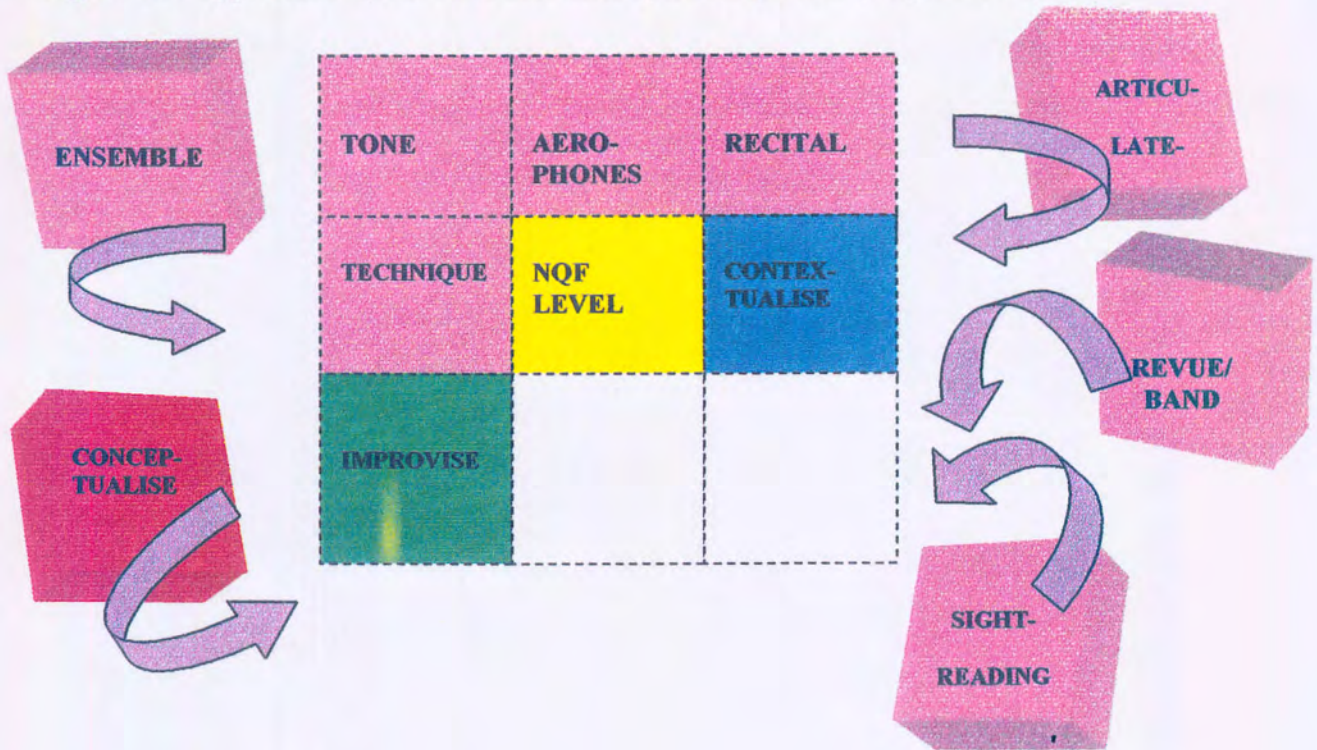 ENSEMBLE
CONCEP-
TUALISE
TONE
AERO-
PHONES
RECITAL
TECHNIQUE
NQF
LEVEL
CONTEX-
TUALISE
IMPROVISE
ARTICU-
LATE-
REVUE/
BAND
SIGHT-
READING